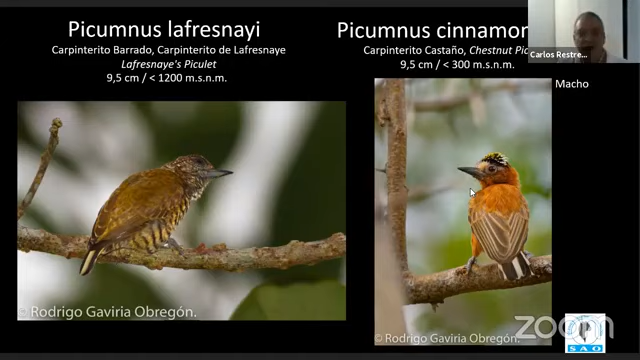 Picumnus lafresnayi
Carpinterito Barrado, Carpinterito de Lafresnaye
Lafresnaye's Piculet
9,5 cm / < 1200 m.s.n.m.
Picumnus cinnamom
Carpinterito Castaño, Chestnut Pic
9,5 cm / < 300 m.s.n.m.
Carlos Restre...
Macho
© Rodrigo Gaviria Obregón.
© Rodrigo Gaviria Obregón.
zoom
SAO